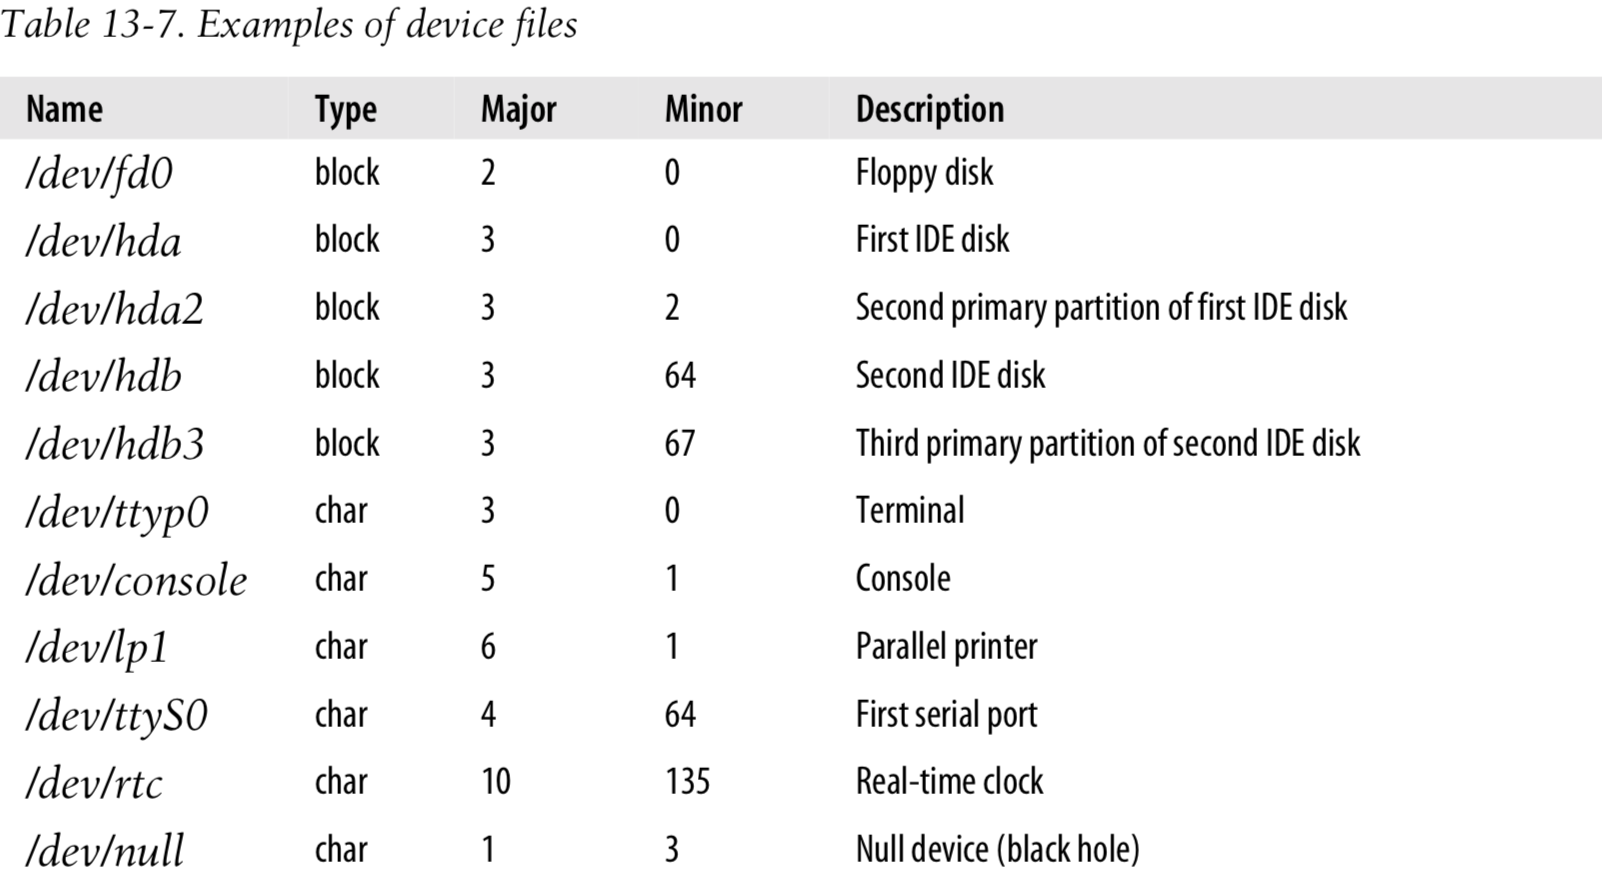 Table 13-7. Examples of device files
Name Type Major Minor Description
/dev/fd0 block 2 0 Floppy disk
/dev/hda block 3 0 First IDE disk
/dev/hda2 block 3 2 Second primary partition of first IDE disk
/dev/hdb block 3 64 Second IDE disk
/dev/hdb3 block 3 67 Third primary partition of second IDE disk
/dev/ttyp0 char 3 0 Terminal
/dev/console char 5 1 Console
/dev/lp1 char 6 1 Parallel printer
/dev/ttyS0 char 4 64 First serial port
/dev/rtc char 10 135 Real-time clock
/dev/null char 1 3 Null device (black hole)